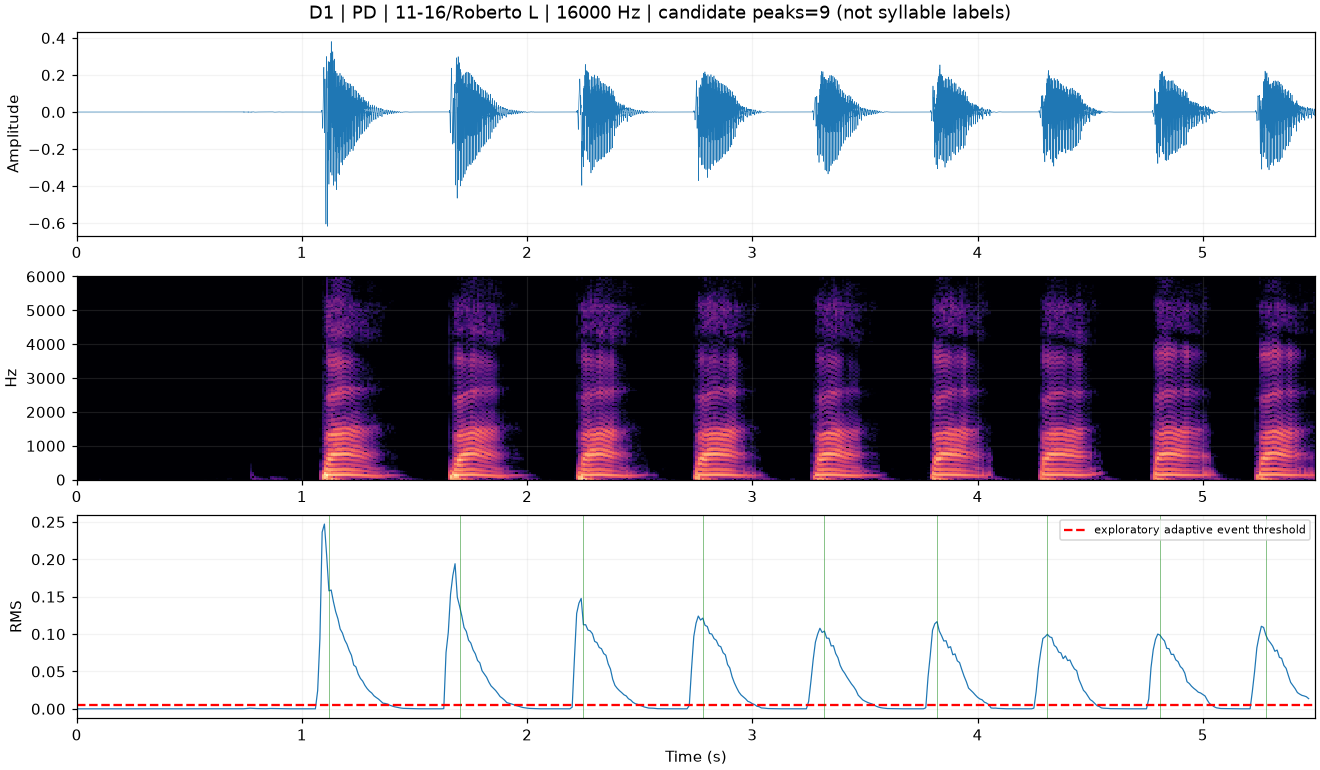 D1 | PD | 11-16/Roberto L | 16000 Hz | candidate peaks=9 (not syllable labels)
0.4
0.2
0.0
−0.2
−0.4
−0.6
Amplitude
0 1 2 3 4 5
6000
5000
4000
3000
2000
1000
0
Hz
0 1 2 3 4 5
exploratory adaptive event threshold
0.25
0.20
0.15
0.10
0.05
0.00
RMS
0 1 2 3 4 5
Time (s)